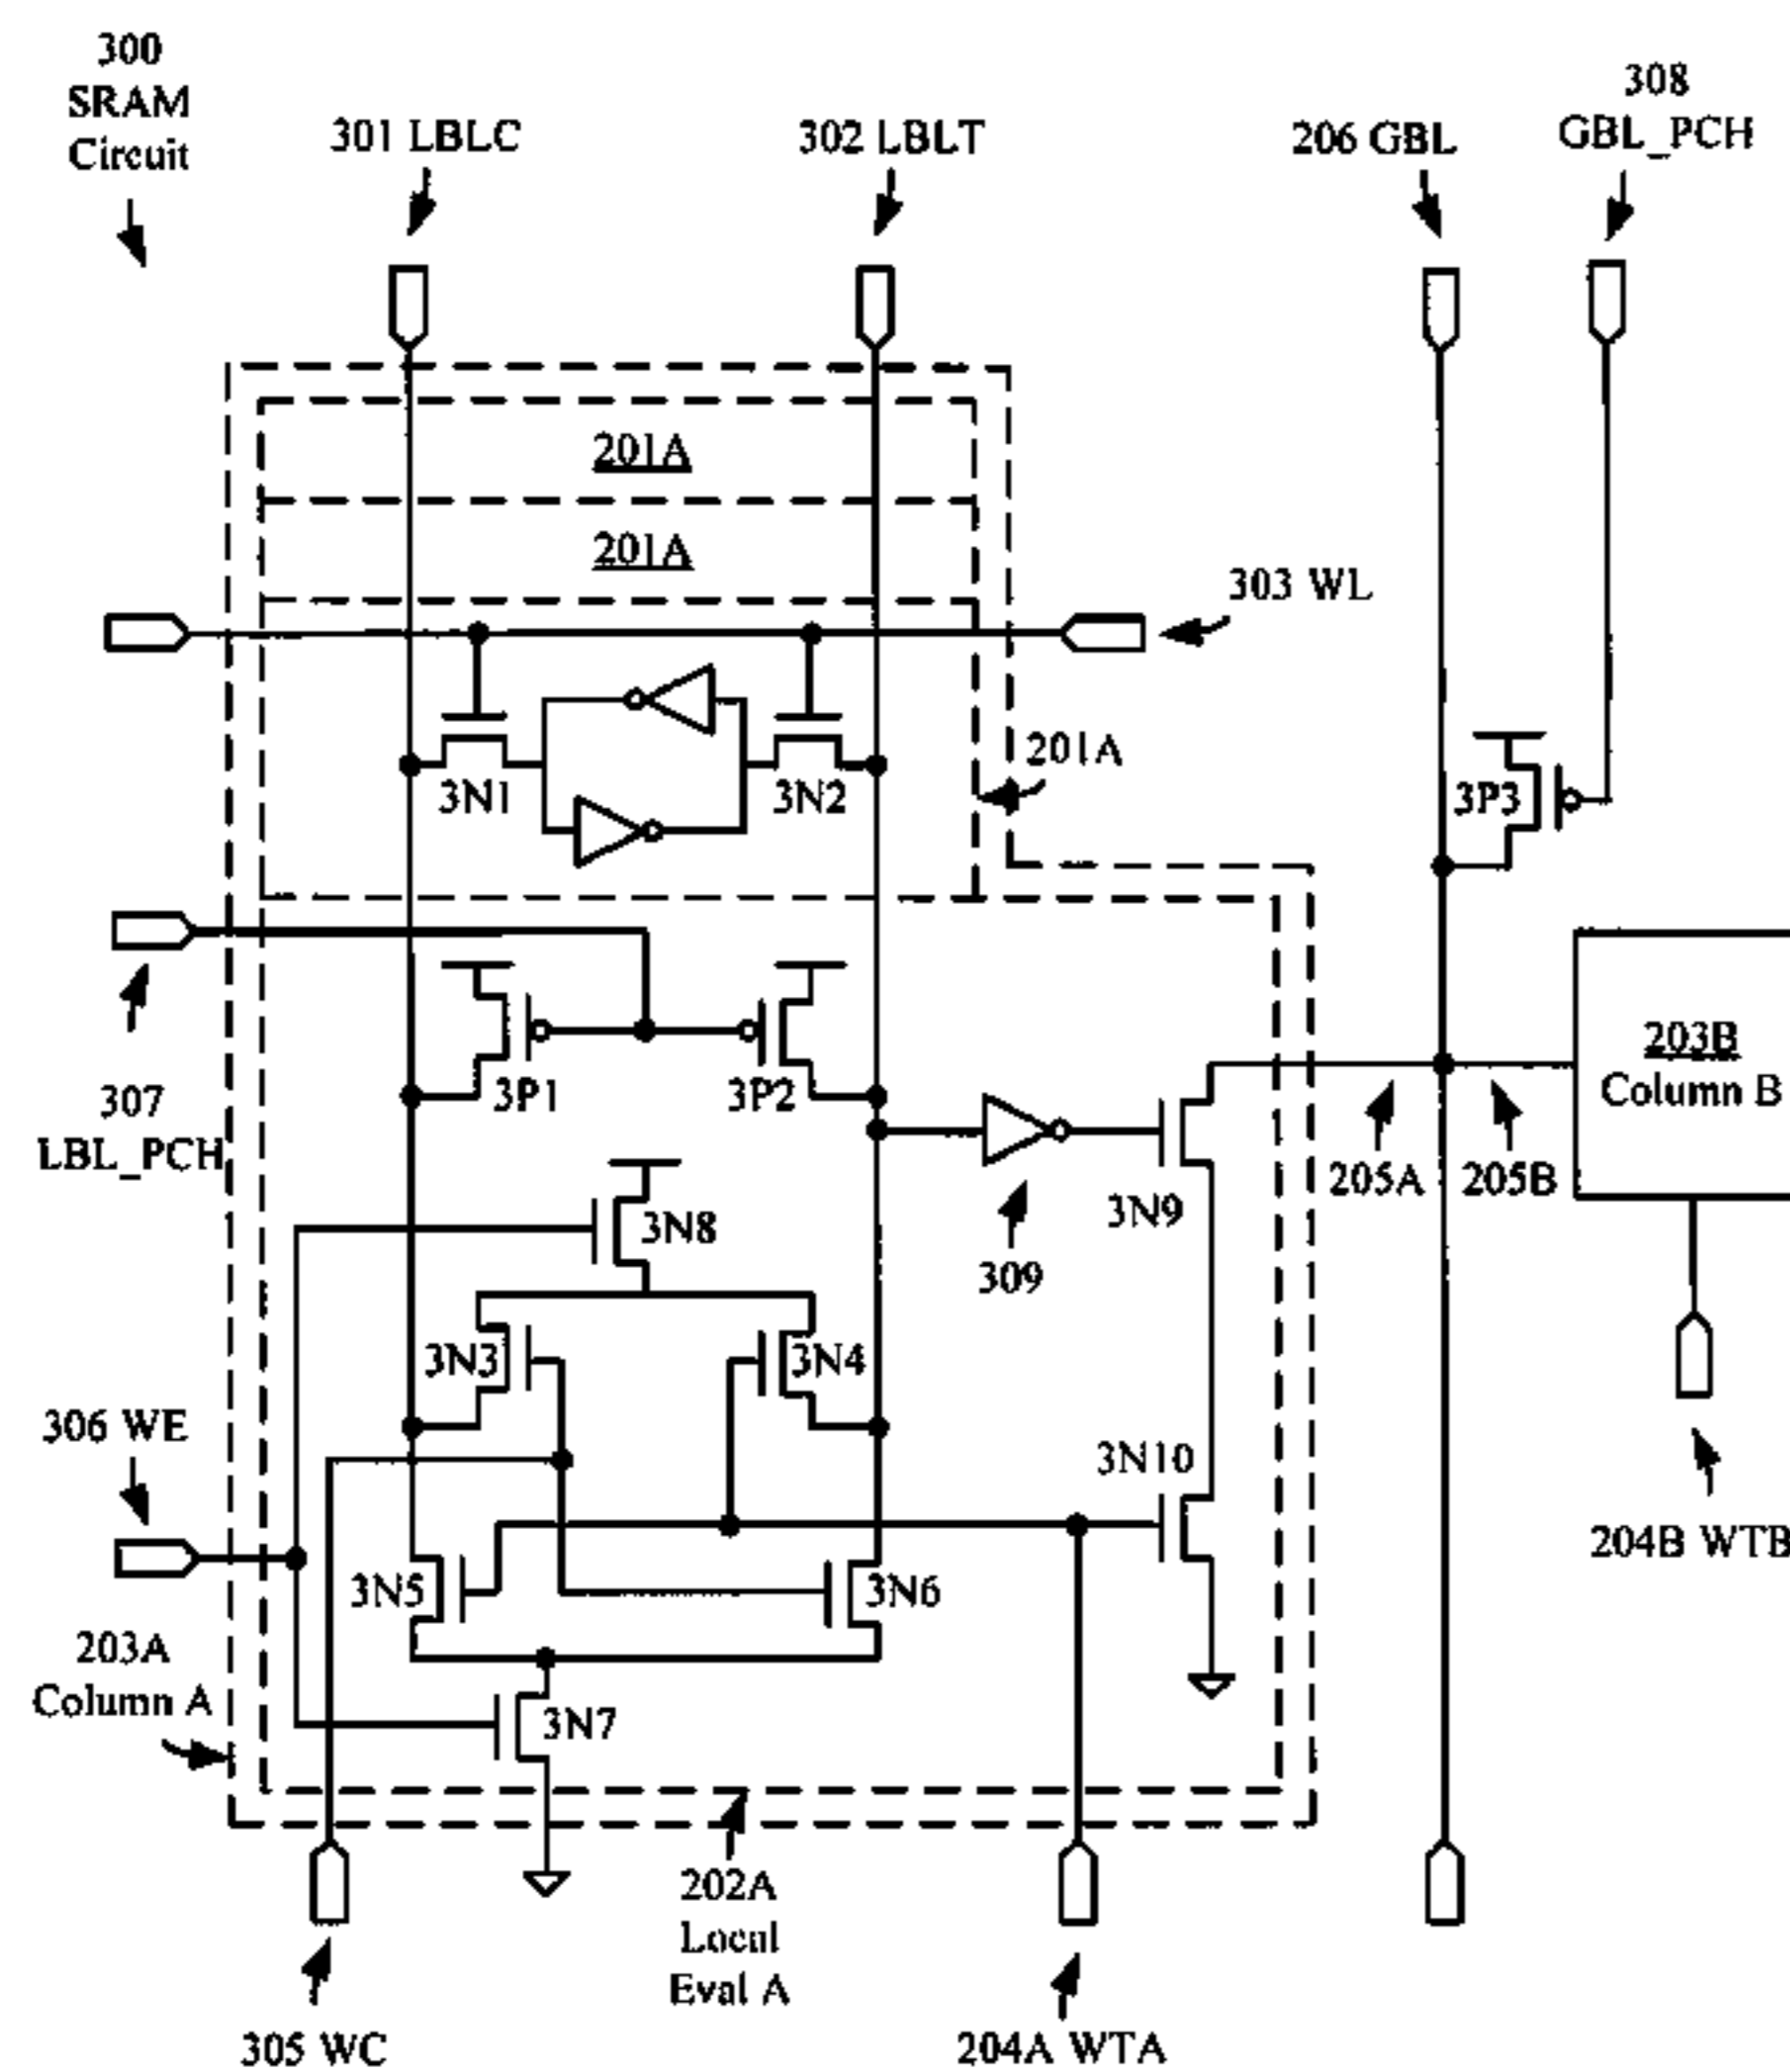 300
SRAM
Circuit
301 LBLC
302 LBLT
206 GBL
308
GBL_PCH
201A
201A
303 WL
3N1
3N2
201A
3P3
307
LBL_PCH
3P1
3P2
203B
Column B
205A
205B
3N8
309
3N9
3N3
3N4
306 WE
3N10
204B WTB
3N5
3N6
203A
Column A
3N7
202A
Local
Eval A
305 WC
204A WTA